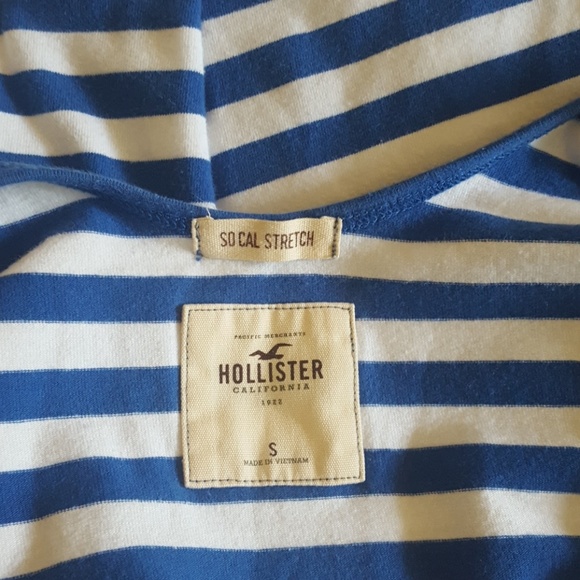 SO CAL STRETCH
PACIFIC MERCHANTS
HOLLISTER
CALIFORNIA
1922
S
MADE IN VIETNAM